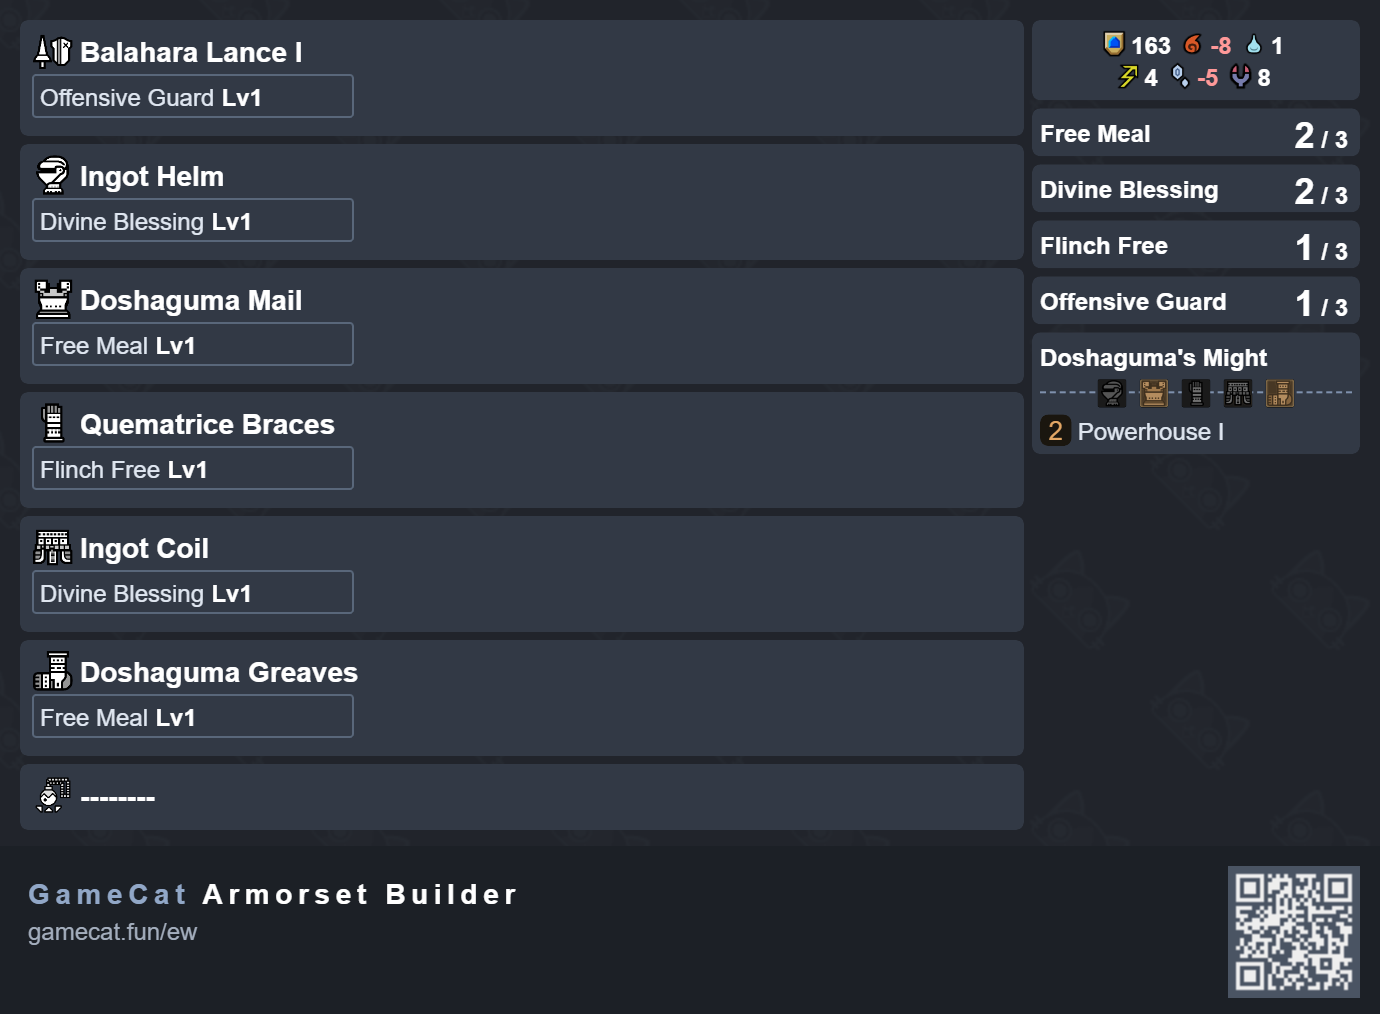 Balahara Lance I
Offensive Guard Lv1
Ingot Helm
Divine Blessing Lv1
Doshaguma Mail
Free Meal Lv1
Quematrice Braces
Flinch Free Lv1
Ingot Coil
Divine Blessing Lv1
Doshaguma Greaves
Free Meal Lv1
--------
163 -8 1
4 -5 8
Free Meal 2 / 3
Divine Blessing 2 / 3
Flinch Free 1 / 3
Offensive Guard 1 / 3
Doshaguma's Might
2 Powerhouse I
GameCat Armorset Builder
gamecat.fun/ew